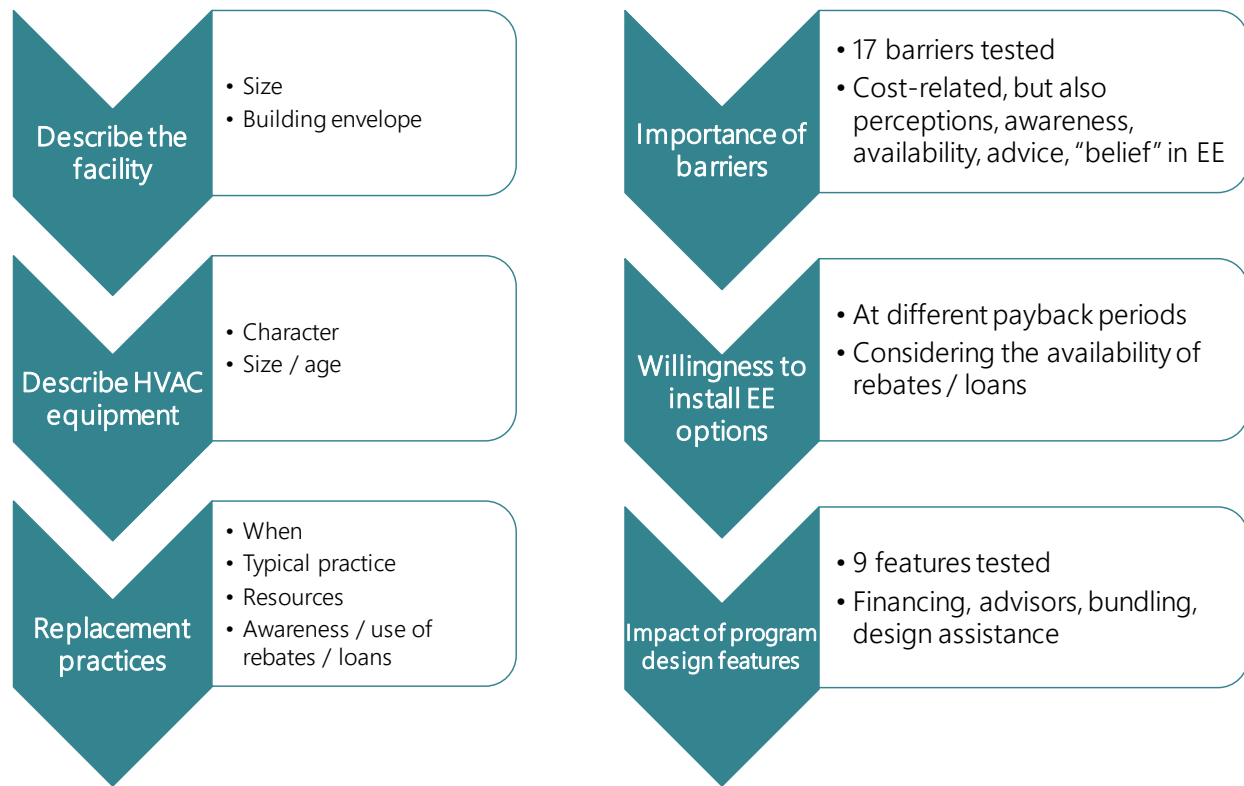 Describe the
facility
• Size
• Building envelope
Describe HVAC
equipment
• Character
• Size / age
Replacement
practices
• When
• Typical practice
• Resources
• Awareness / use of
rebates / loans
Importance of
barriers
• 17 barriers tested
• Cost-related, but also
perceptions, awareness,
availability, advice, “belief” in EE
Willingness to
install EE
options
• At different payback periods
• Considering the availability of
rebates / loans
Impact of program
design features
• 9 features tested
• Financing, advisors, bundling,
design assistance